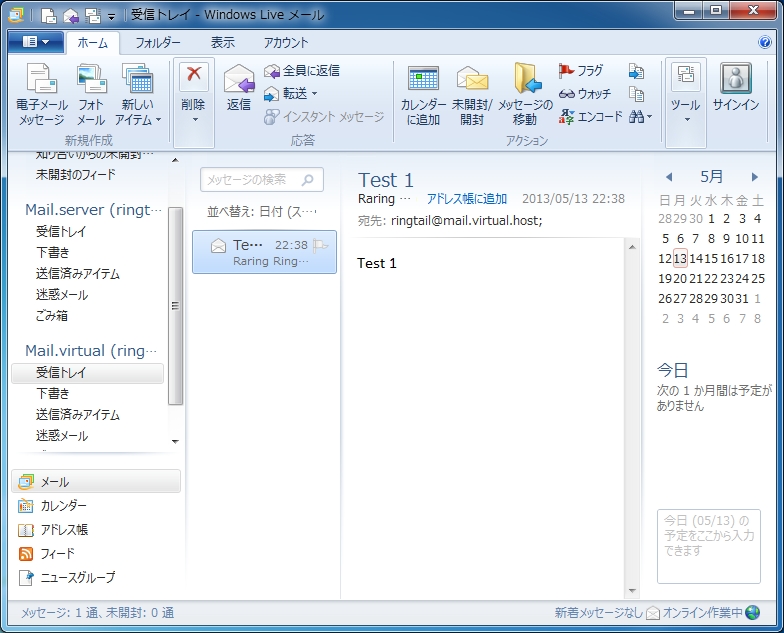 受信トレイ - Windows Live メール
ホーム フォルダー 表示 アカウント
電子メール メッセージ
フォト メール
新しい アイテム
新規作成
削除
返信
全員に返信
転送
インスタント メッセージ
応答
カレンダー に追加
未開封/ 開封
メッセージの 移動
フラグ
ウォッチ
エンコード
アクション
ツール
サインイン
知り合いからの未開封…
未開封のフィード
Mail.server (ringt…
受信トレイ
下書き
送信済みアイテム
迷惑メール
ごみ箱
Mail.virtual (ring…
受信トレイ
下書き
送信済みアイテム
迷惑メール
メール
カレンダー
アドレス帳
フィード
ニュースグループ
メッセージの検索
並べ替え: 日付 (ス…
Te… 22:38
Raring Ring…
Test 1
Raring … アドレス帳に追加 2013/05/13 22:38
宛先: ringtail@mail.virtual.host;
Test 1
5月
日 月 火 水 木 金 土
28 29 30 1 2 3 4
5 6 7 8 9 10 11
12 13 14 15 16 17 18
19 20 21 22 23 24 25
26 27 28 29 30 31 1
2 3 4 5 6 7 8
今日
次の 1 か月間は予定が
ありません
今日 (05/13) の
予定をここから入力
できます
メッセージ: 1 通、未開封: 0 通
新着メッセージなし オンライン作業中